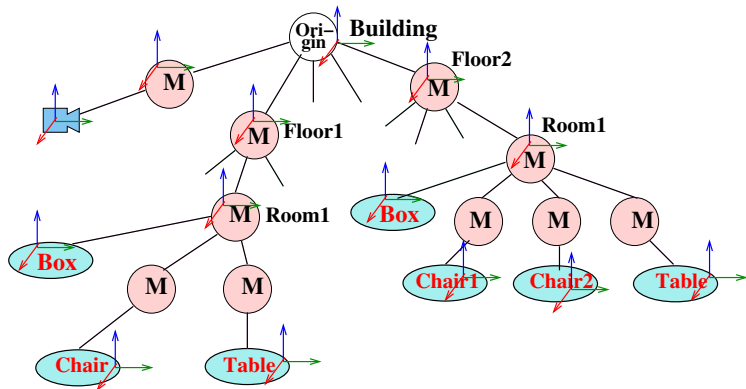 Ori-
gin
Building
M
Floor2
M
M
Floor1
Room1
M
Box
M
Room1
M
M
M
Box
Chair1
Chair2
Table
M
M
Chair
Table